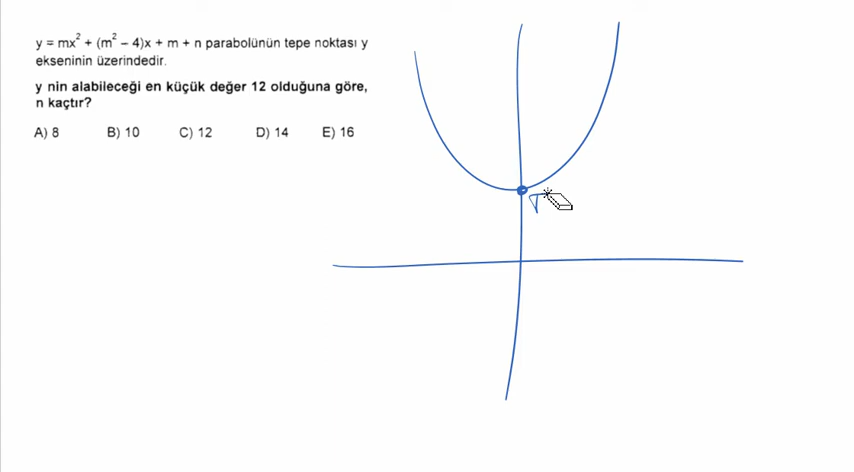 y = mx² + (m² – 4)x + m + n parabolünün tepe noktası y
ekseninin üzerindedir.
y nin alabileceği en küçük değer 12 olduğuna göre,
n kaçtır?
A) 8 B) 10 C) 12 D) 14 E) 16
T